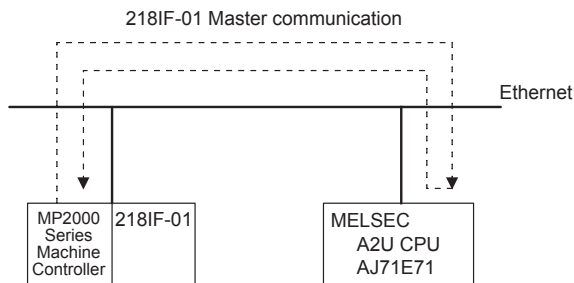 218IF-01 Master communication
Ethernet
MP2000
Series
Machine
Controller
218IF-01
MELSEC
A2U CPU
AJ71E71